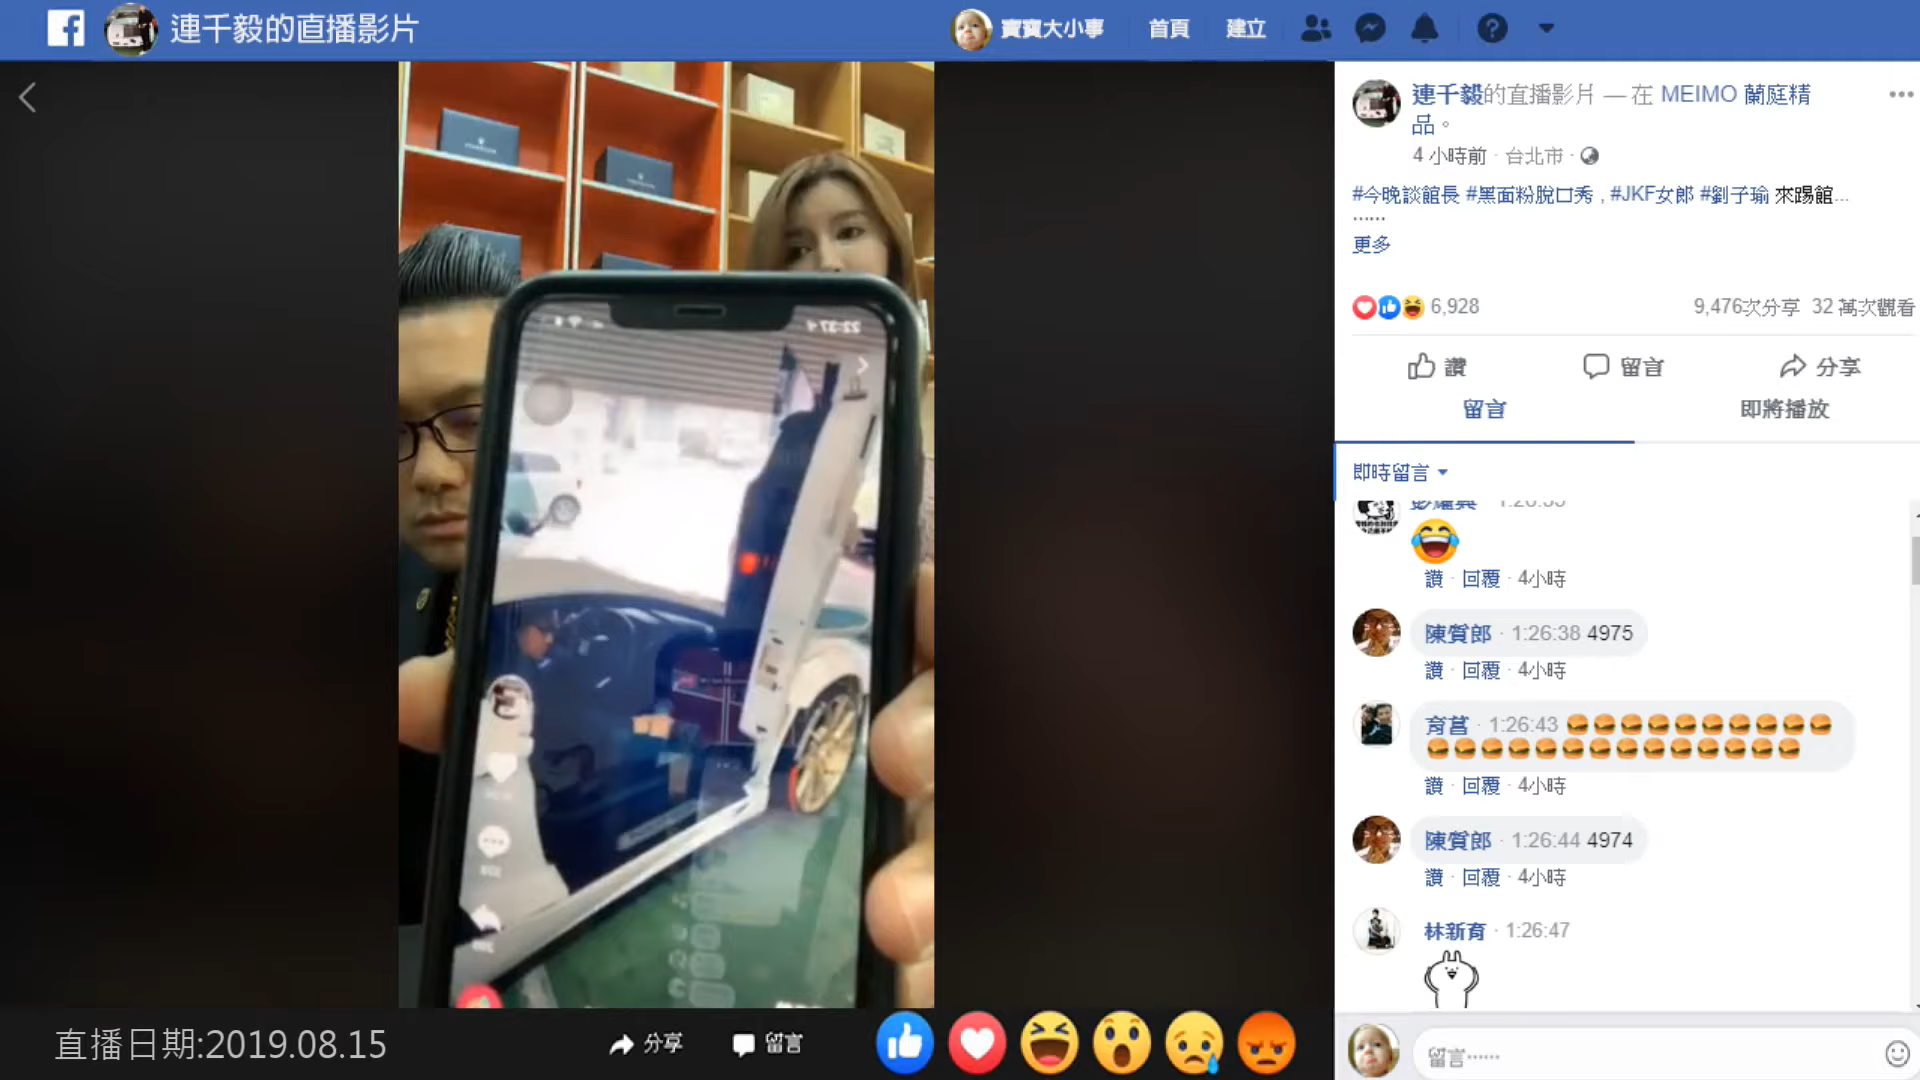 連千毅的直播影片
寶寶大小事
首頁
建立
連千毅的直播影片 — 在 MEIMO 蘭庭精
品。
4 小時前 · 台北市 ·
#今晚談館長 #黑面粉脫口秀 , #JKF女郎 #劉子瑜 來踢館...
······
更多
6,928
9,476次分享 32 萬次觀看
讚
留言
分享
留言
即將播放
即時留言
讚 · 回覆 · 4小時
陳質郎 · 1:26:38 4975
讚 · 回覆 · 4小時
育菖 · 1:26:43
讚 · 回覆 · 4小時
陳質郎 · 1:26:44 4974
讚 · 回覆 · 4小時
林新育 · 1:26:47
直播日期:2019.08.15
分享
留言
留言······